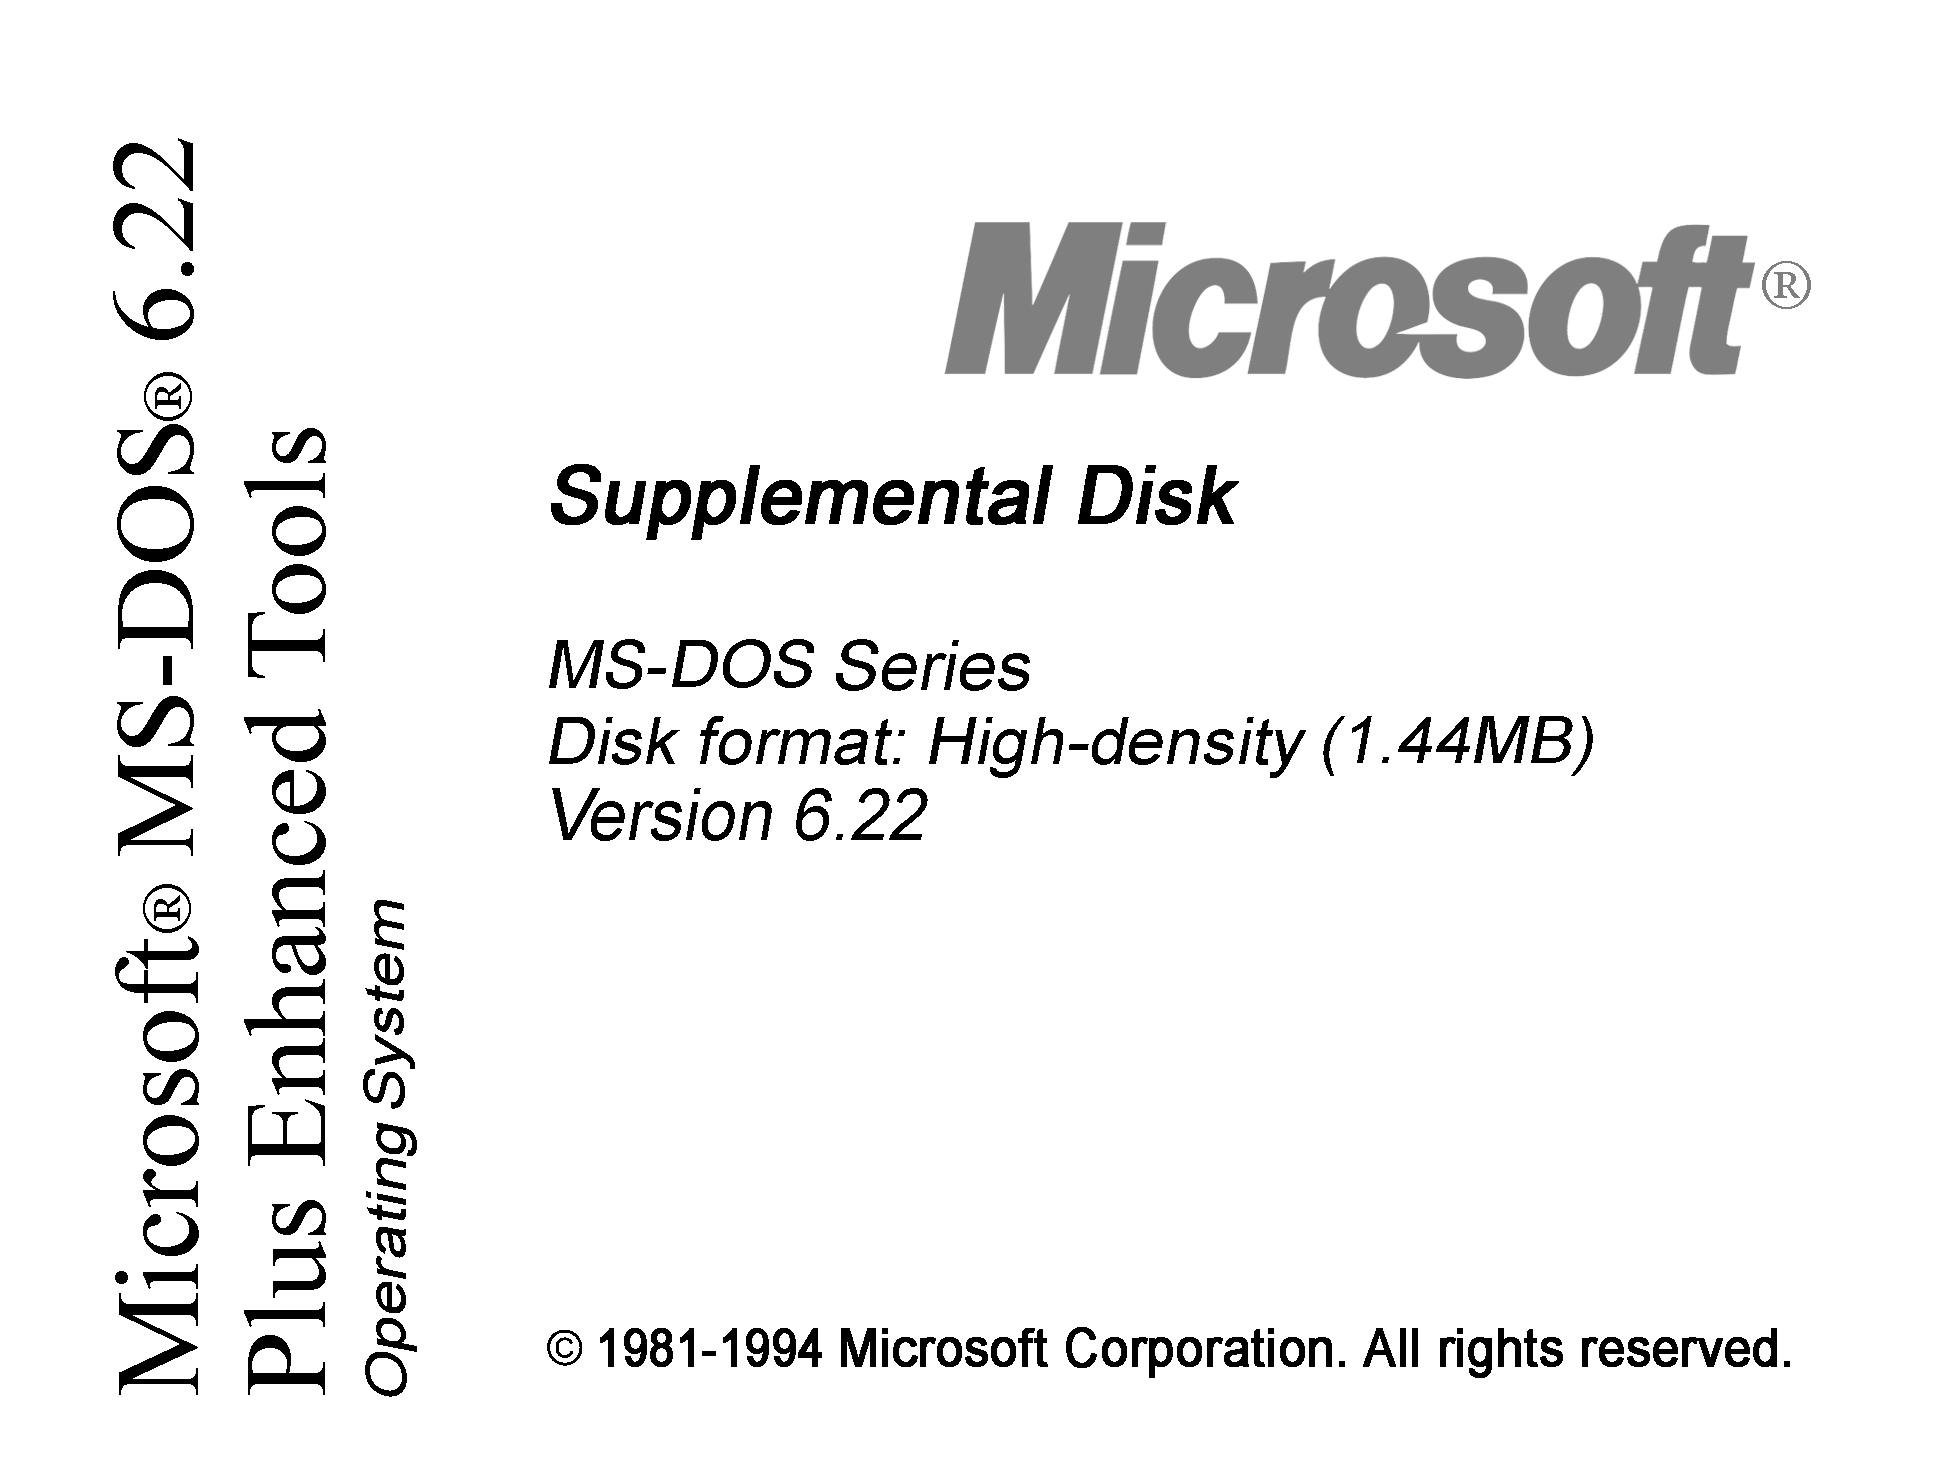 Microsoft® MS-DOS® 6.22
Plus Enhanced Tools
Operating System
Microsoft®
Supplemental Disk
MS-DOS Series
Disk format: High-density (1.44MB)
Version 6.22
© 1981-1994 Microsoft Corporation. All rights reserved.